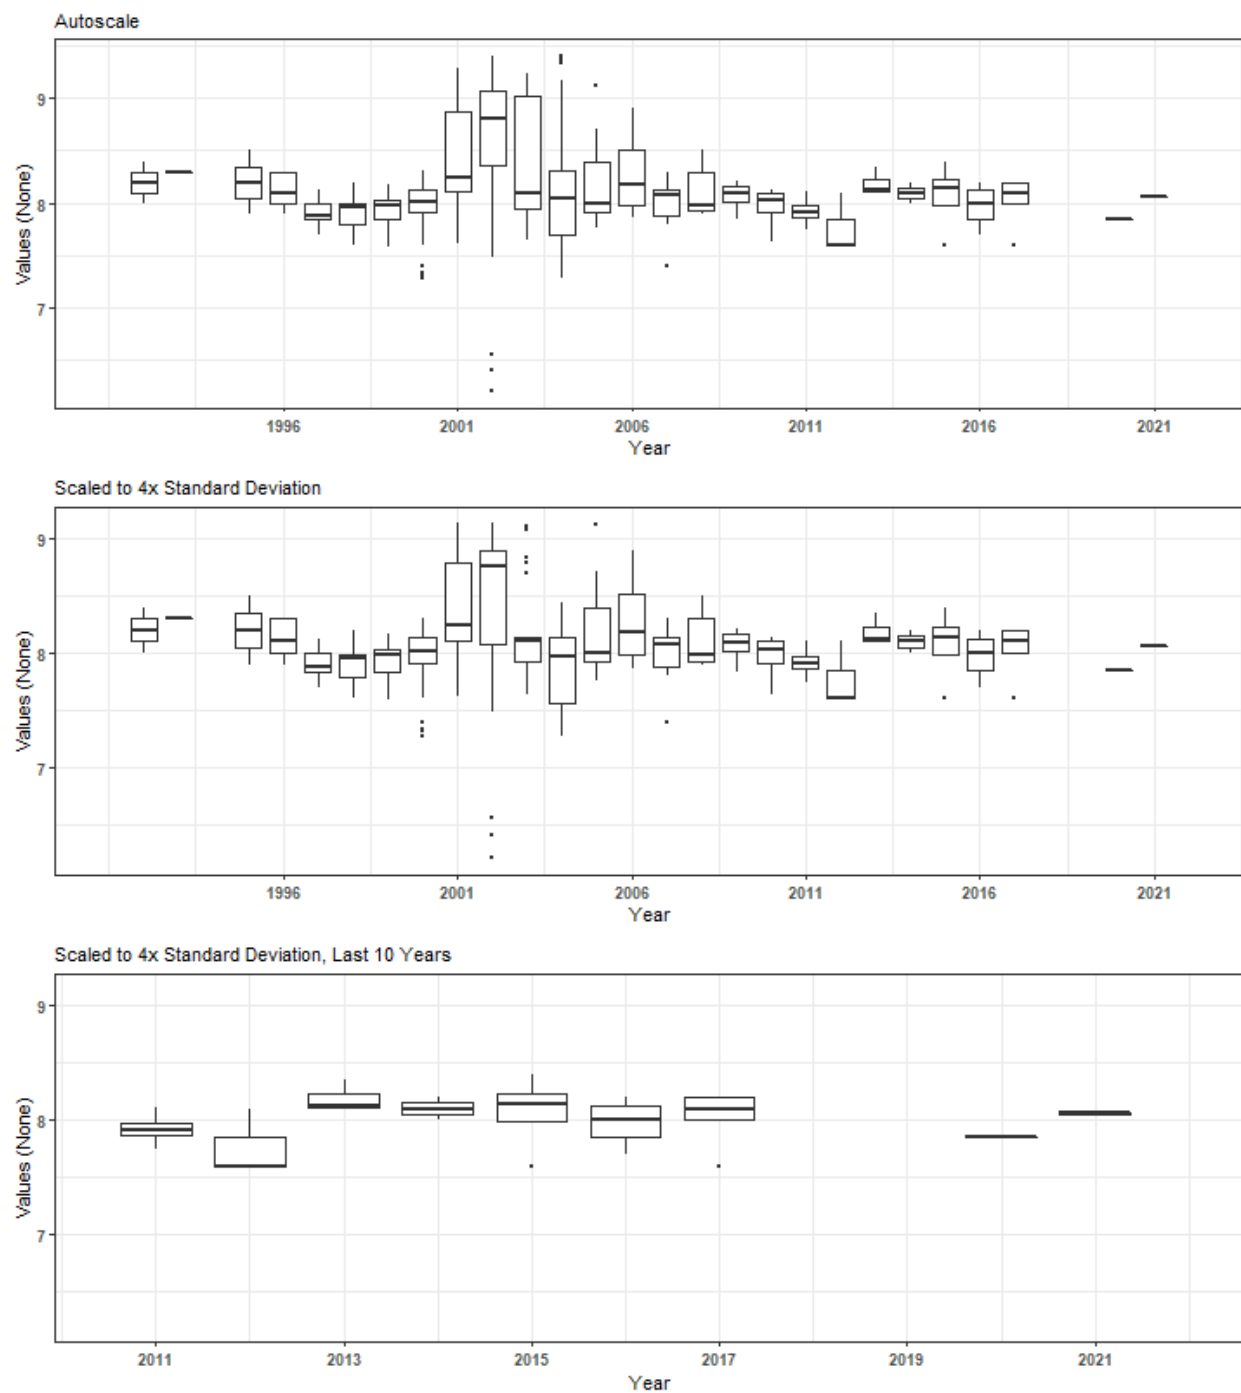 Autoscale
9
8
7
Values (None)
1996 2001 2006 2011 2016 2021
Year
Scaled to 4x Standard Deviation
9
8
7
Values (None)
1996 2001 2006 2011 2016 2021
Year
Scaled to 4x Standard Deviation, Last 10 Years
9
8
7
Values (None)
2011 2013 2015 2017 2019 2021
Year